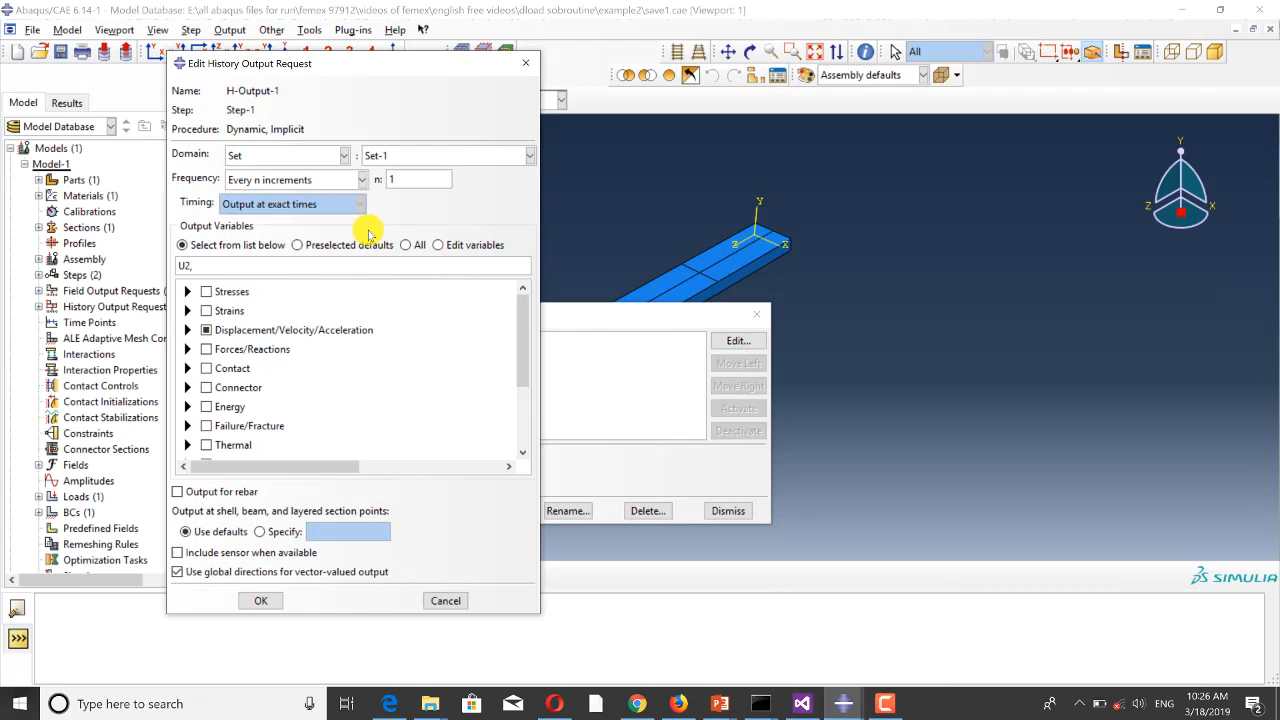 Abaqus/CAE 6.14-1 - [E:\all abaqus files for run\femex 97912\videos of femex\english free videos\dload sobroutine\example2\save1.cae [Viewport: 1]
File Model Viewport View Step Output Other Tools Plug-ins Help
All
Assembly defaults
Edit History Output Request
Model Results
Model Database
Models (1)
Model-1
Parts (1)
Materials (1)
Calibrations
Sections (1)
Profiles
Assembly
Steps (2)
Field Output Requests
History Output Request
Time Points
ALE Adaptive Mesh Con
Interactions
Interaction Properties
Contact Controls
Contact Initializations
Contact Stabilizations
Constraints
Connector Sections
Fields
Amplitudes
Loads (1)
BCs (1)
Predefined Fields
Remeshing Rules
Optimization Tasks
Name: H-Output-1
Step: Step-1
Procedure: Dynamic, Implicit
Domain: Set : Set-1
Frequency: Every n increments n: 1
Timing: Output at exact times
Output Variables
Select from list below Preselected defaults All Edit variables
U2,
Stresses
Strains
Displacement/Velocity/Acceleration
Forces/Reactions
Contact
Connector
Energy
Failure/Fracture
Thermal
Output for rebar
Output at shell, beam, and layered section points:
Use defaults Specify:
Include sensor when available
Use global directions for vector-valued output
OK Cancel
Edit...
Move Left
Move Right
Activate
Deactivate
Rename... Delete... Dismiss
Y
Z X
Y
Z X
SIMULIA
>>>
Type here to search
ENG
10:26 AM
3/18/2019
2